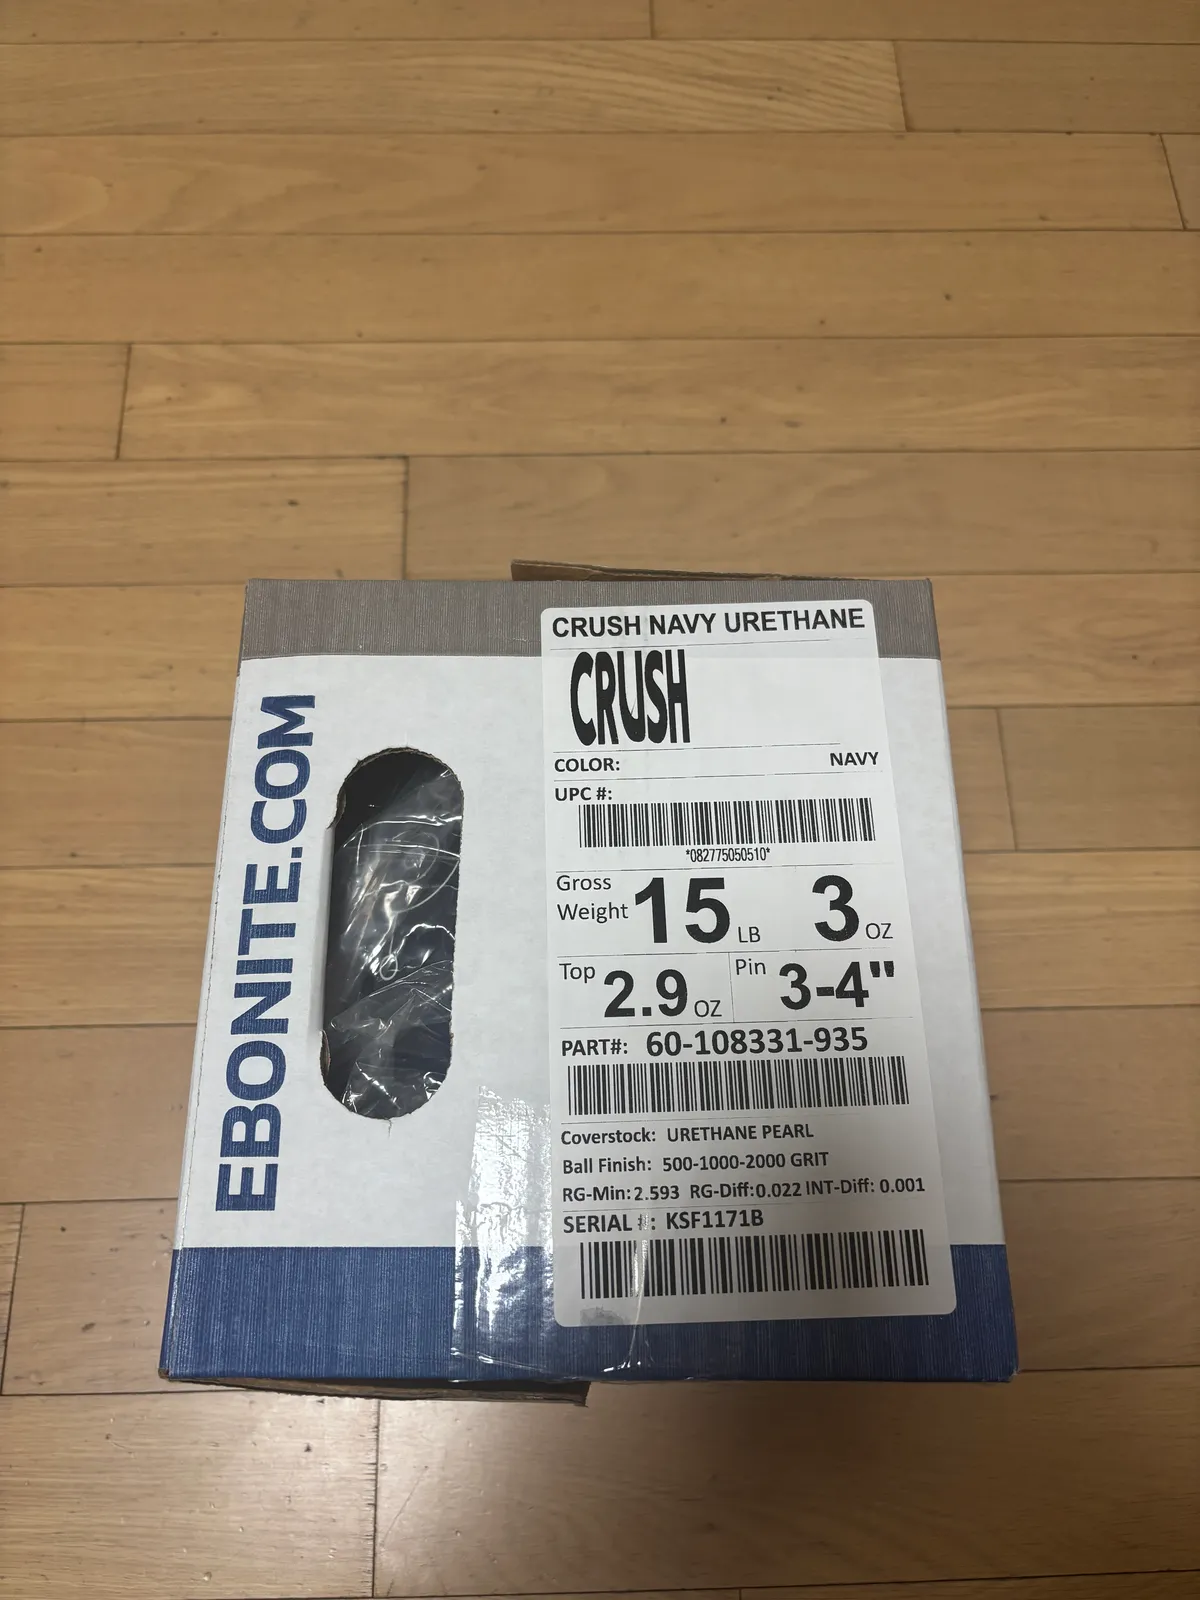 EBONITE.COM
CRUSH NAVY URETHANE
CRUSH
COLOR: NAVY
UPC #:
*082775050510*
Gross Weight 15 LB 3 OZ
Top 2.9 OZ Pin 3-4"
PART#: 60-108331-935
Coverstock: URETHANE PEARL
Ball Finish: 500-1000-2000 GRIT
RG-Min: 2.593 RG-Diff: 0.022 INT-Diff: 0.001
SERIAL #: KSF1171B